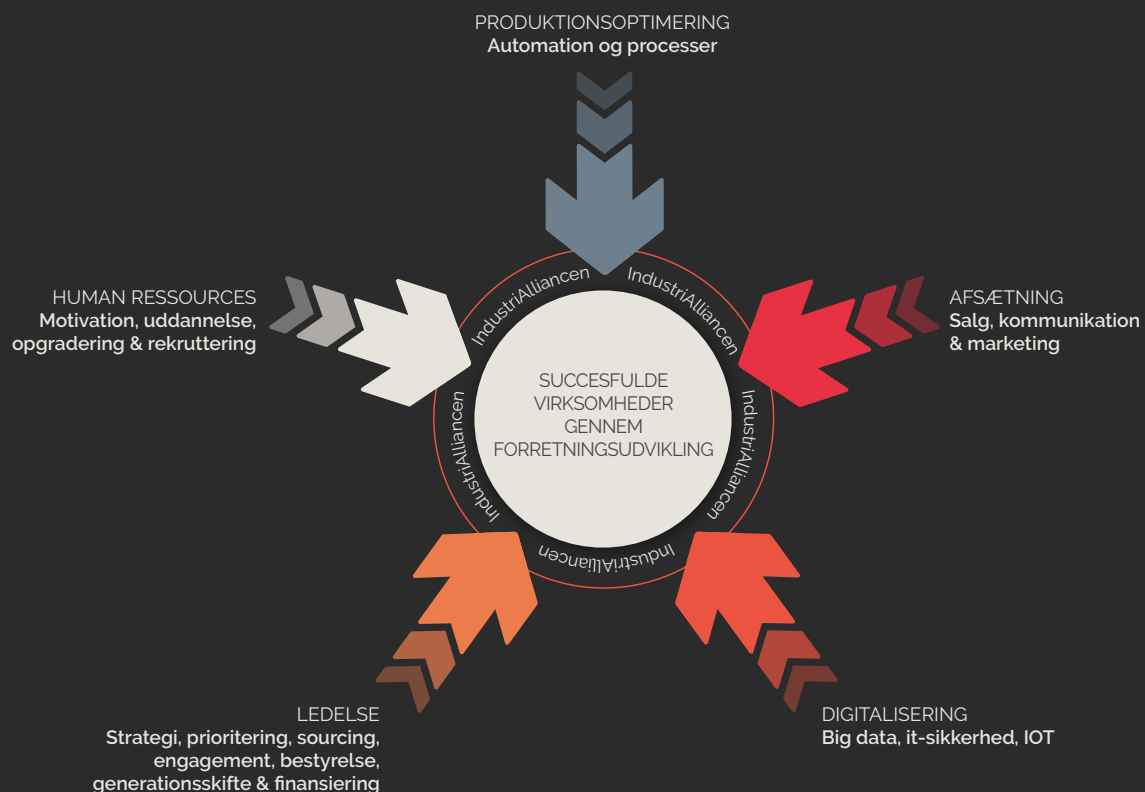 PRODUKTIONSOPTIMERING
Automation og processer
HUMAN RESSOURCES
Motivation, uddannelse,
opgradering & rekruttering
AFSÆTNING
Salg, kommunikation
& marketing
IndustriAlliancen
IndustriAlliancen
IndustriAlliancen
IndustriAlliancen
IndustriAlliancen
SUCCESFULDE
VIRKSOMHEDER
GENNEM
FORRETNINGSUDVIKLING
LEDELSE
Strategi, prioritering, sourcing,
engagement, bestyrelse,
generationsskifte & finansiering
DIGITALISERING
Big data, it-sikkerhed, IOT